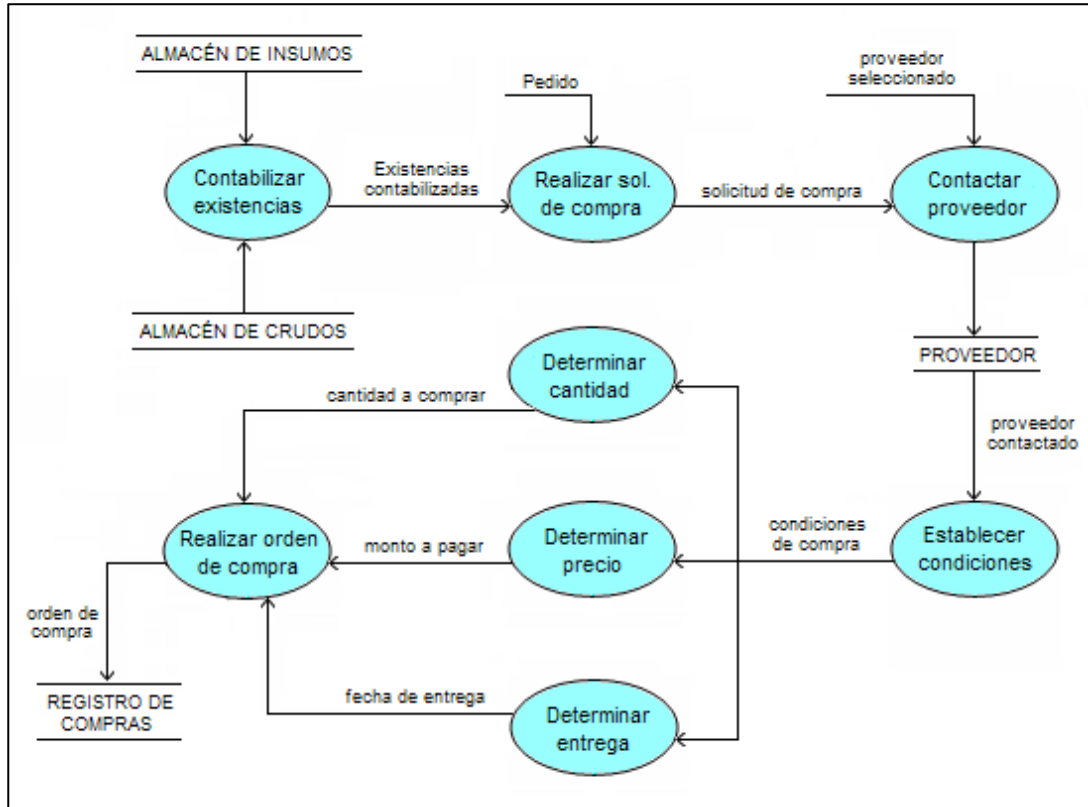 ALMACÉN DE INSUMOS
Pedido
proveedor
seleccionado
Contabilizar
existencias
Existencias
contabilizadas
Realizar sol.
de compra
solicitud de compra
Contactar
proveedor
ALMACÉN DE CRUDOS
PROVEEDOR
Determinar
cantidad
cantidad a comprar
proveedor
contactado
Realizar orden
de compra
monto a pagar
Determinar
precio
condiciones
de compra
Establecer
condiciones
orden de
compra
REGISTRO DE
COMPRAS
fecha de entrega
Determinar
entrega